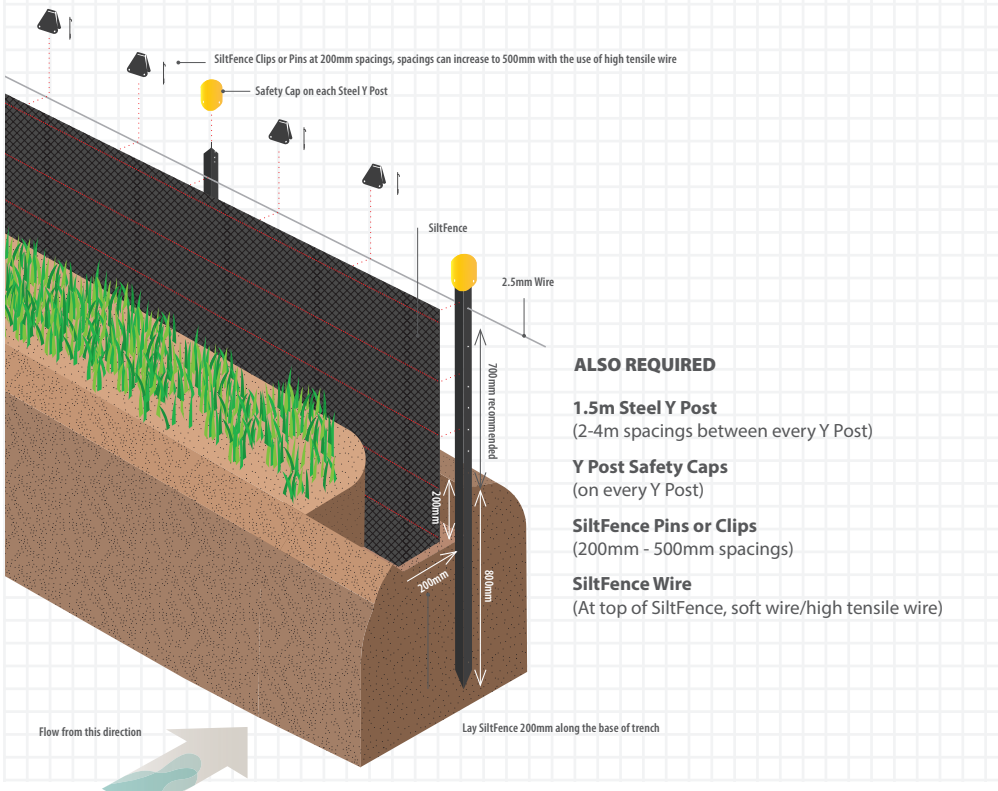 SiltFence Clips or Pins at 200mm spacings, spacings can increase to 500mm with the use of high tensile wire
Safety Cap on each Steel Y Post
SiltFence
2.5mm Wire
700mm recommended
200mm
200mm
800mm
ALSO REQUIRED
1.5m Steel Y Post
(2-4m spacings between every Y Post)
Y Post Safety Caps
(on every Y Post)
SiltFence Pins or Clips
(200mm - 500mm spacings)
SiltFence Wire
(At top of SiltFence, soft wire/high tensile wire)
Flow from this direction
Lay SiltFence 200mm along the base of trench